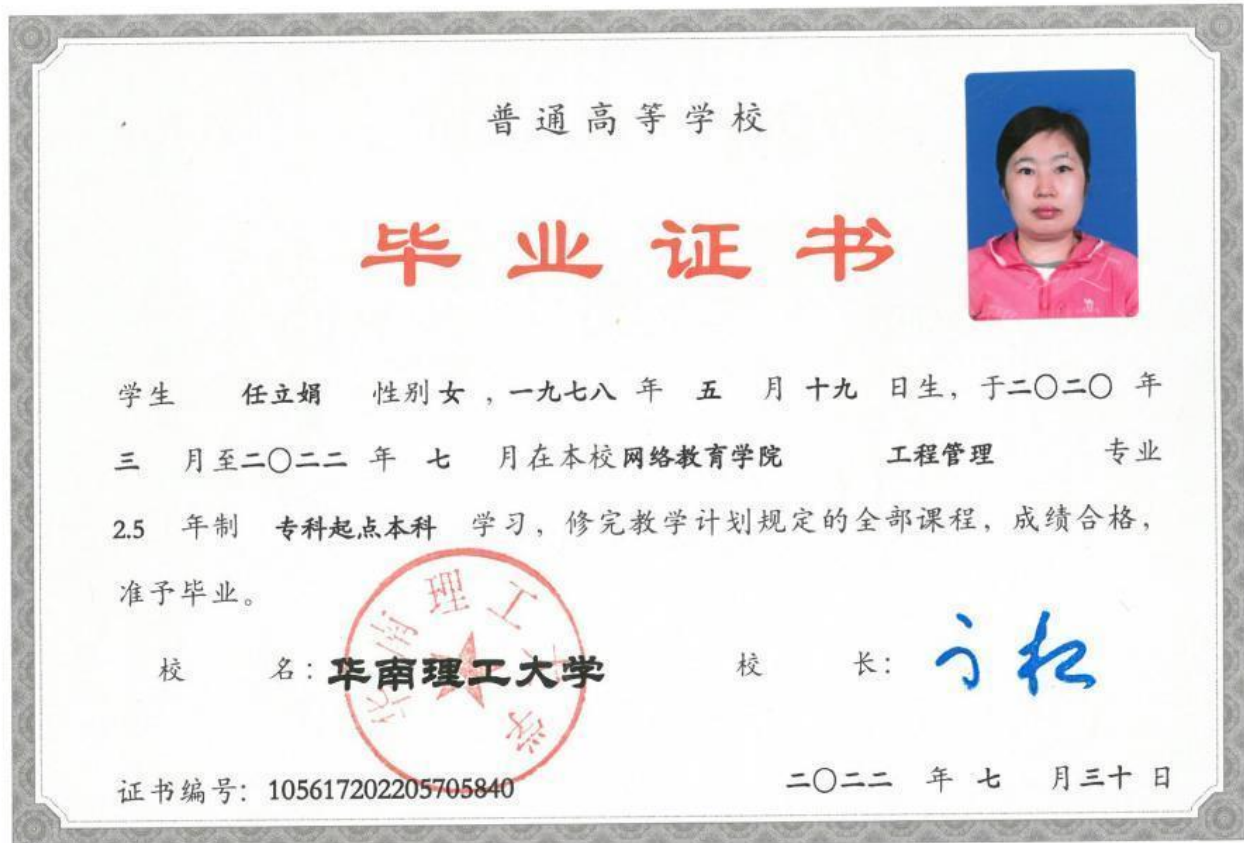 普通高等学校
毕业证书
学生 任立娟 性别 女 ，一九七八 年 五 月 十九 日生，于二〇二〇 年
三 月至二〇二二 年 七 月在本校 网络教育学院 工程管理 专业
2.5 年制 专科起点本科 学习，修完教学计划规定的全部课程，成绩合格，
准予毕业。
华南理工大学
校 名：华南理工大学 校 长：
证书编号：105617202205705840 二〇二二 年 七 月三十 日